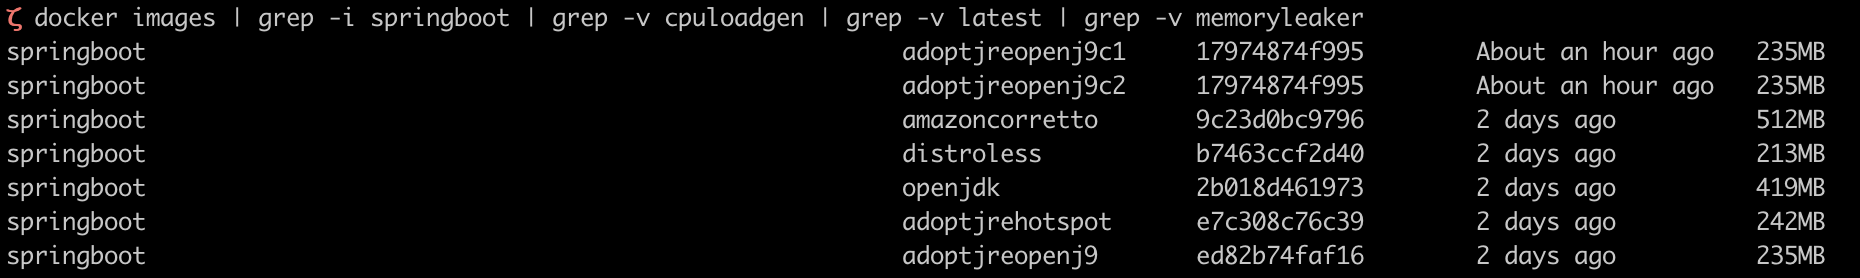 ζ docker images | grep -i springboot | grep -v cpuloadgen | grep -v latest | grep -v memoryleaker
springboot adoptjreopenj9c1 17974874f995 About an hour ago 235MB
springboot adoptjreopenj9c2 17974874f995 About an hour ago 235MB
springboot amazoncorretto 9c23d0bc9796 2 days ago 512MB
springboot distroless b7463ccf2d40 2 days ago 213MB
springboot openjdk 2b018d461973 2 days ago 419MB
springboot adoptjrehotspot e7c308c76c39 2 days ago 242MB
springboot adoptjreopenj9 ed82b74faf16 2 days ago 235MB